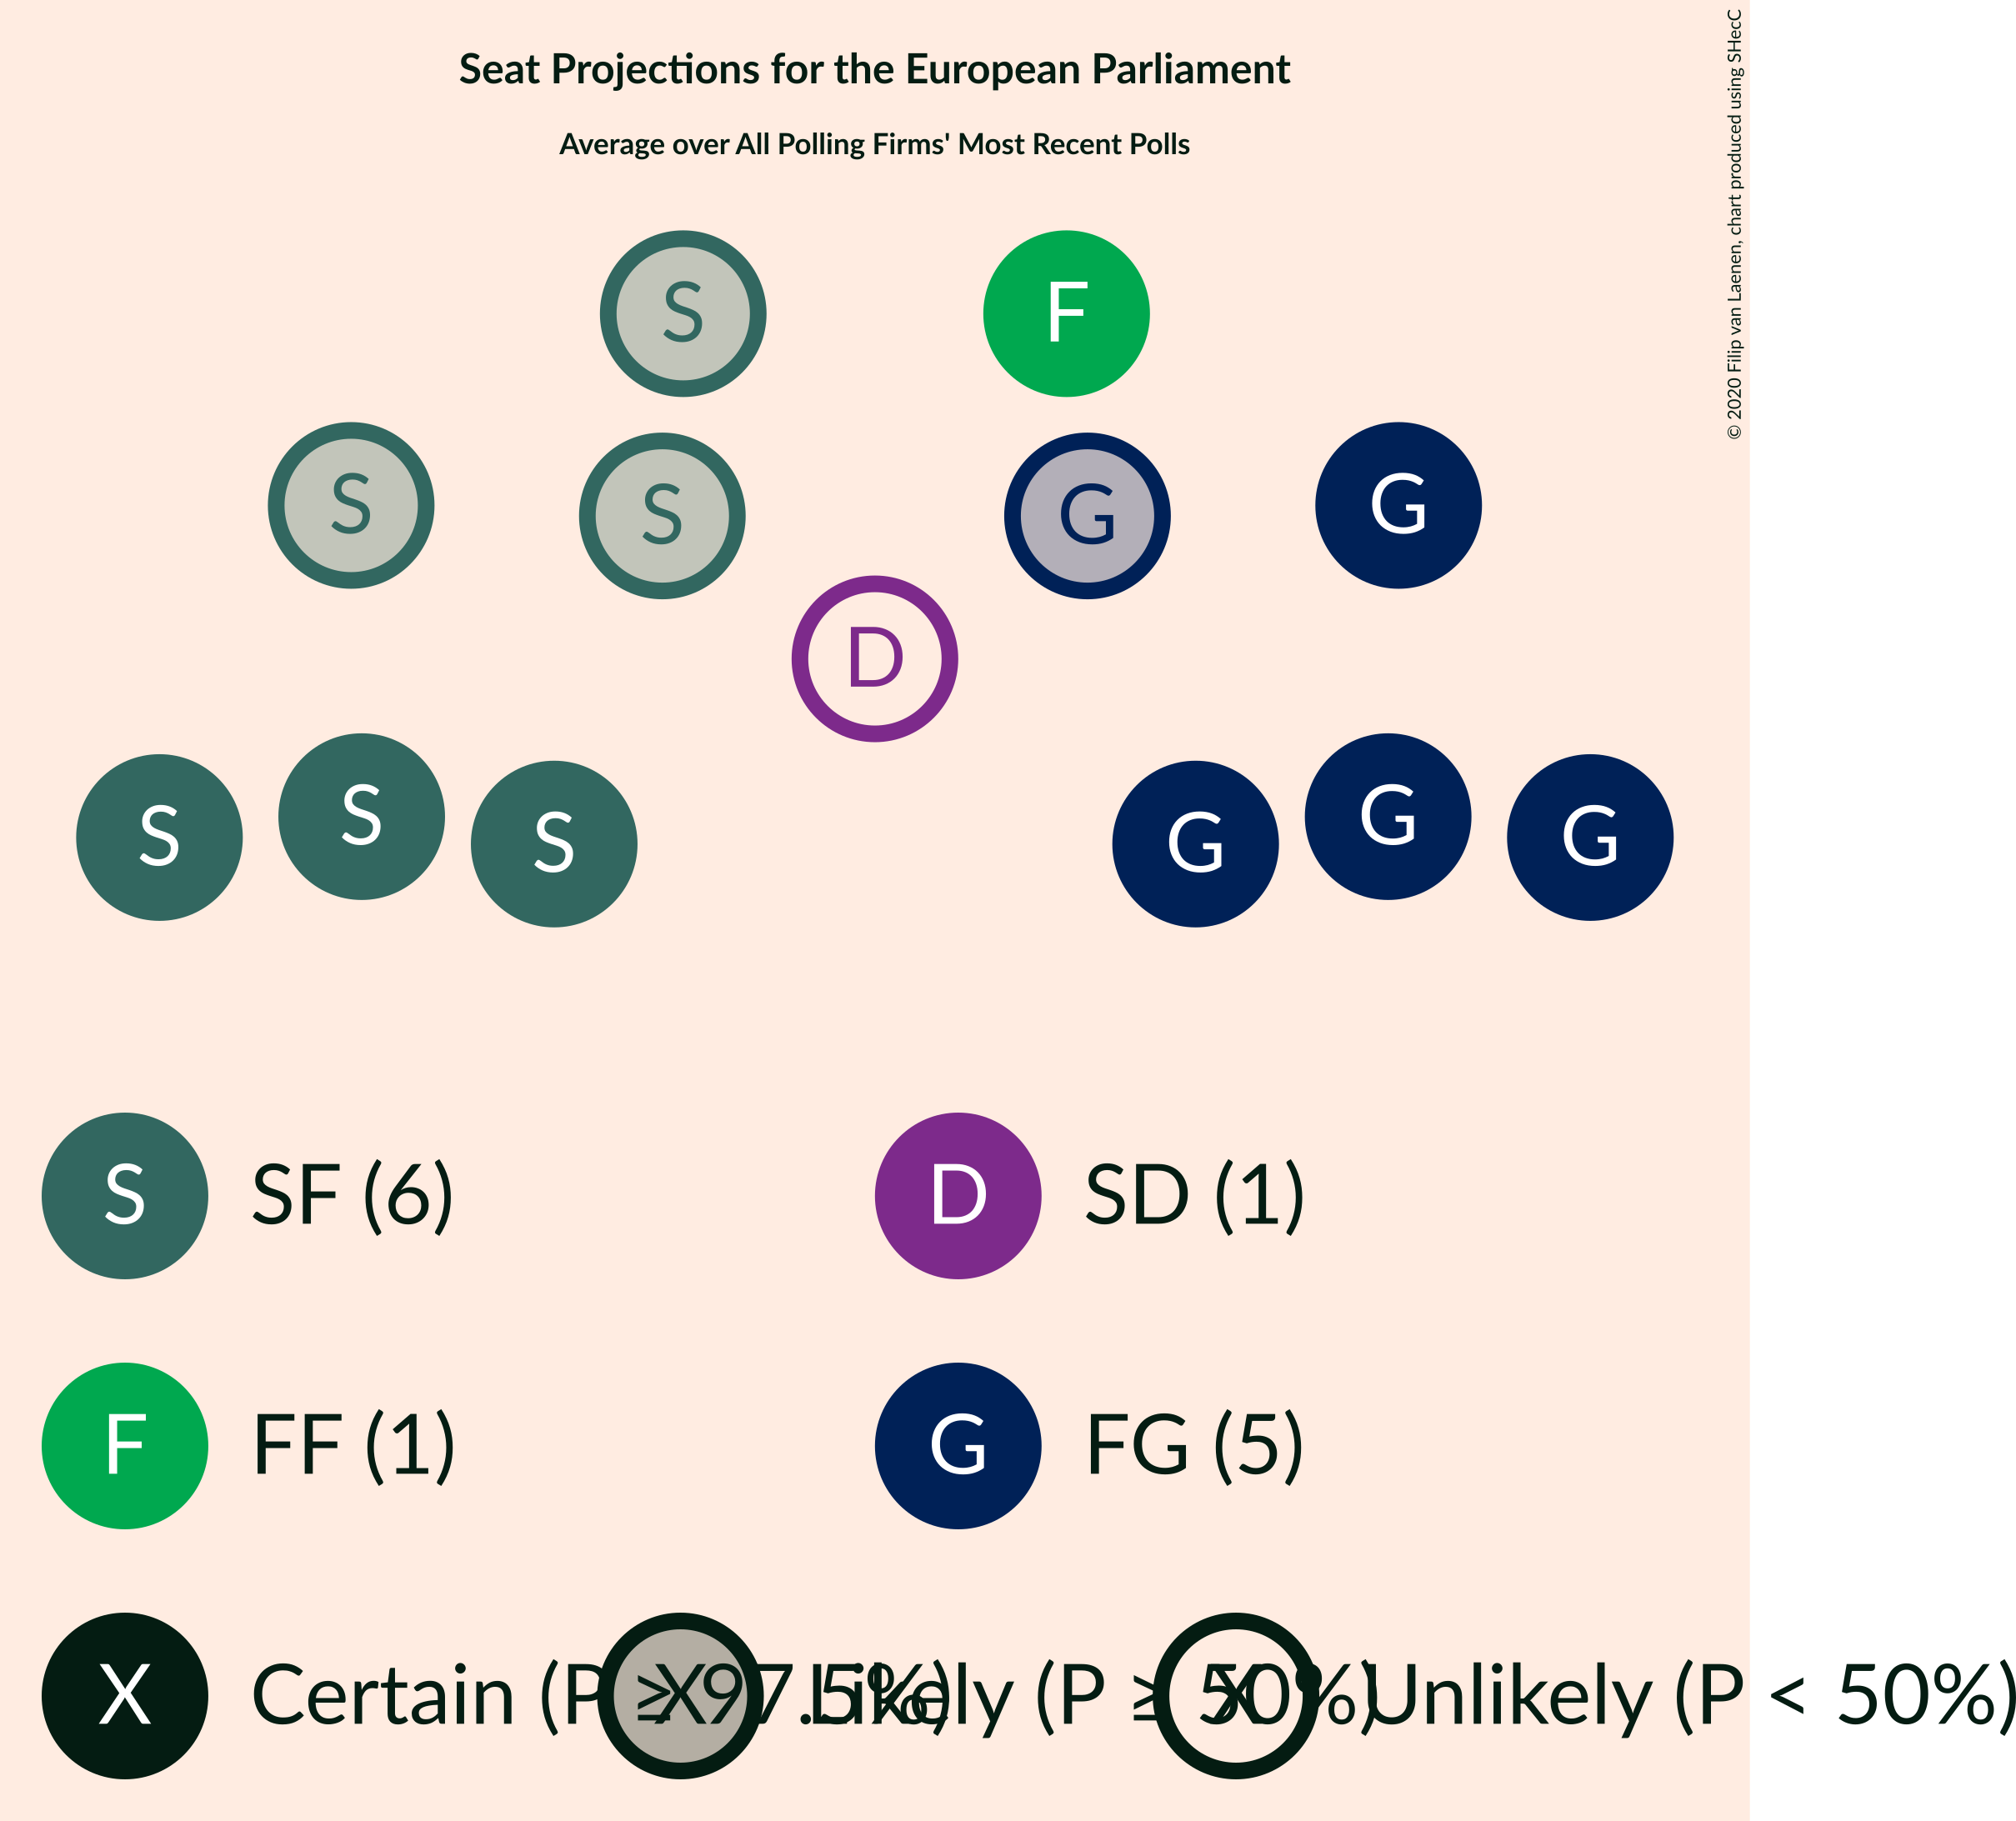 Seat Projections for the European Parliament
Average over All Polling Firms' Most Recent Polls
© 2020 Filip van Laenen, chart produced using SHecC
S F
S S G G
D
S S S G G G
S SF (6) D SD (1)
F FF (1) G FG (5)
X Certain (P ≥ 97.5%) X Likely (P ≥ 50%) X Unlikely (P < 50%)